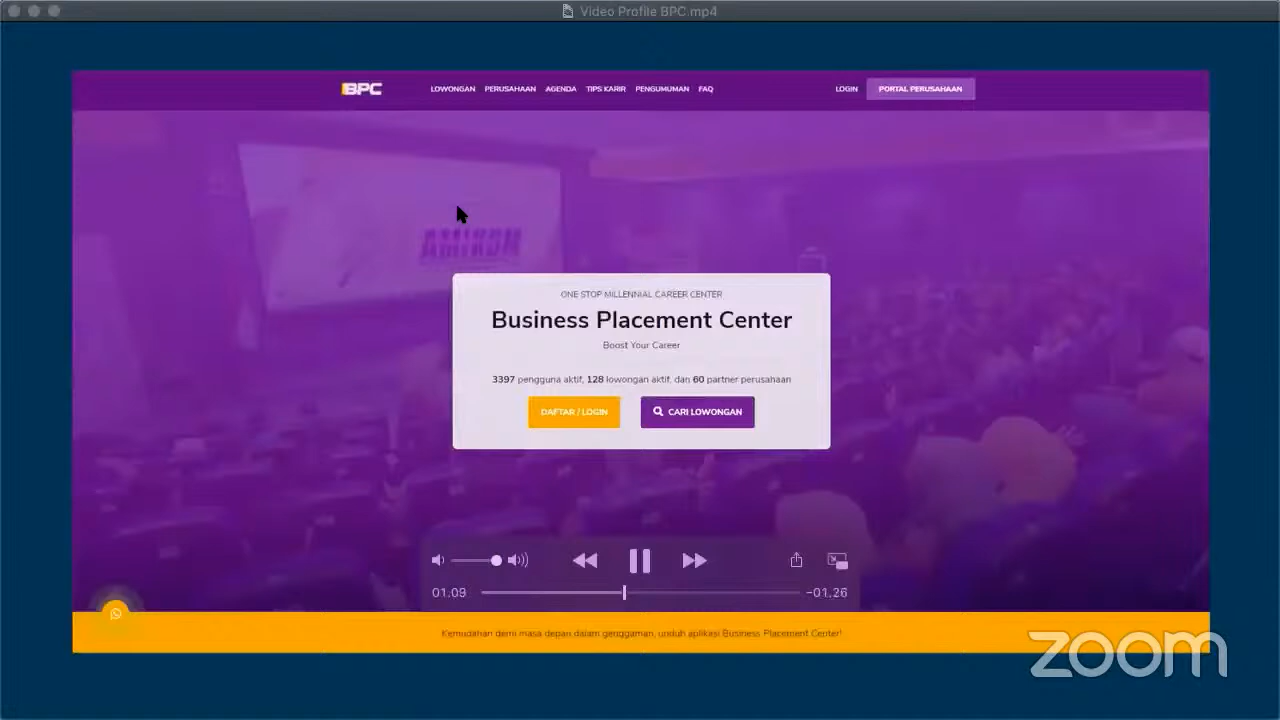 Video Profile BPC.mp4
BPC
LOWONGAN PERUSAHAAN AGENDA TIPS KARIR PENGUMUMAN FAQ LOGIN PORTAL PERUSAHAAN
ONE STOP MILLENNIAL CAREER CENTER
Business Placement Center
Boost Your Career
3397 pengguna aktif, 128 lowongan aktif, dan 60 partner perusahaan
DAFTAR / LOGIN CARI LOWONGAN
01.09 -01.26
Kemudahan demi masa depan dalam genggaman, unduh aplikasi Business Placement Center!
zoom